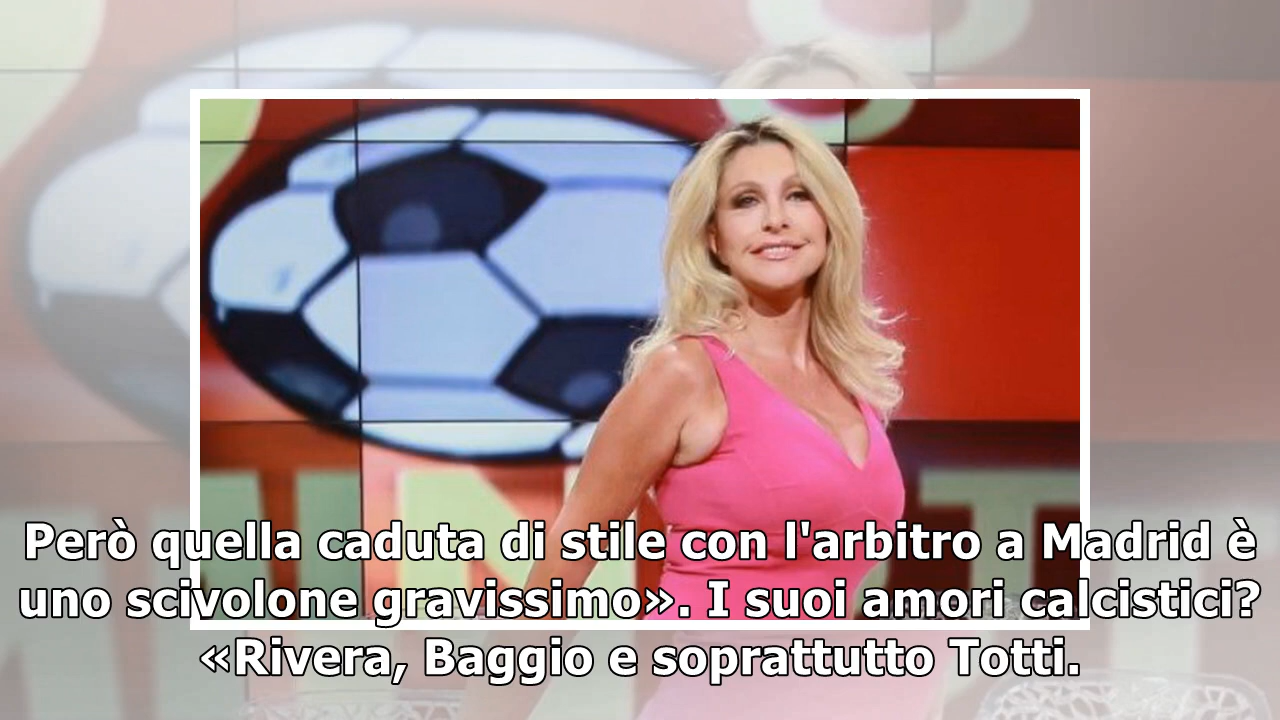 Però quella caduta di stile con l'arbitro a Madrid è
uno scivolone gravissimo». I suoi amori calcistici?
«Rivera, Baggio e soprattutto Totti.